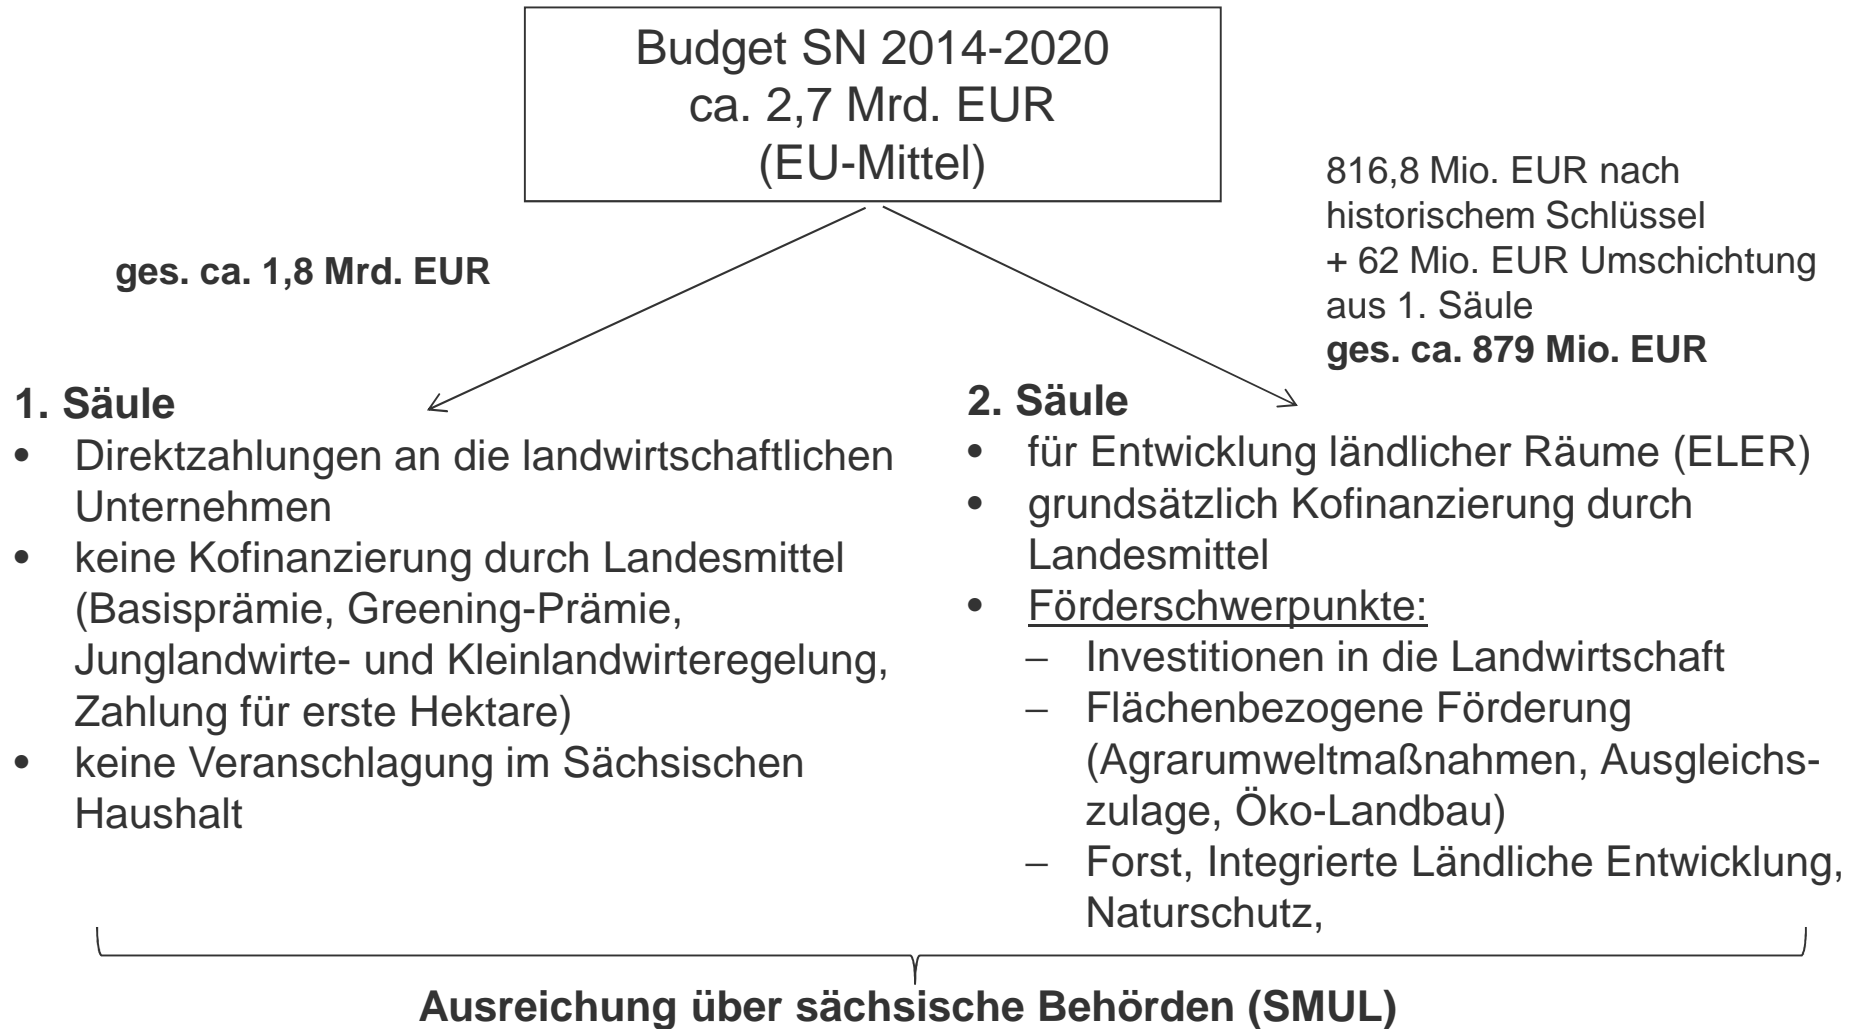 Budget SN 2014-2020
ca. 2,7 Mrd. EUR
(EU-Mittel)
ges. ca. 1,8 Mrd. EUR
816,8 Mio. EUR nach
historischem Schlüssel
+ 62 Mio. EUR Umschichtung
aus 1. Säule
ges. ca. 879 Mio. EUR
1. Säule
• Direktzahlungen an die landwirtschaftlichen
Unternehmen
• keine Kofinanzierung durch Landesmittel
(Basisprämie, Greening-Prämie,
Junglandwirte- und Kleinlandwirteregelung,
Zahlung für erste Hektare)
• keine Veranschlagung im Sächsischen
Haushalt
2. Säule
• für Entwicklung ländlicher Räume (ELER)
• grundsätzlich Kofinanzierung durch
Landesmittel
• Förderschwerpunkte:
– Investitionen in die Landwirtschaft
– Flächenbezogene Förderung
(Agrarumweltmaßnahmen, Ausgleichs-
zulage, Öko-Landbau)
– Forst, Integrierte Ländliche Entwicklung,
Naturschutz,
Ausreichung über sächsische Behörden (SMUL)